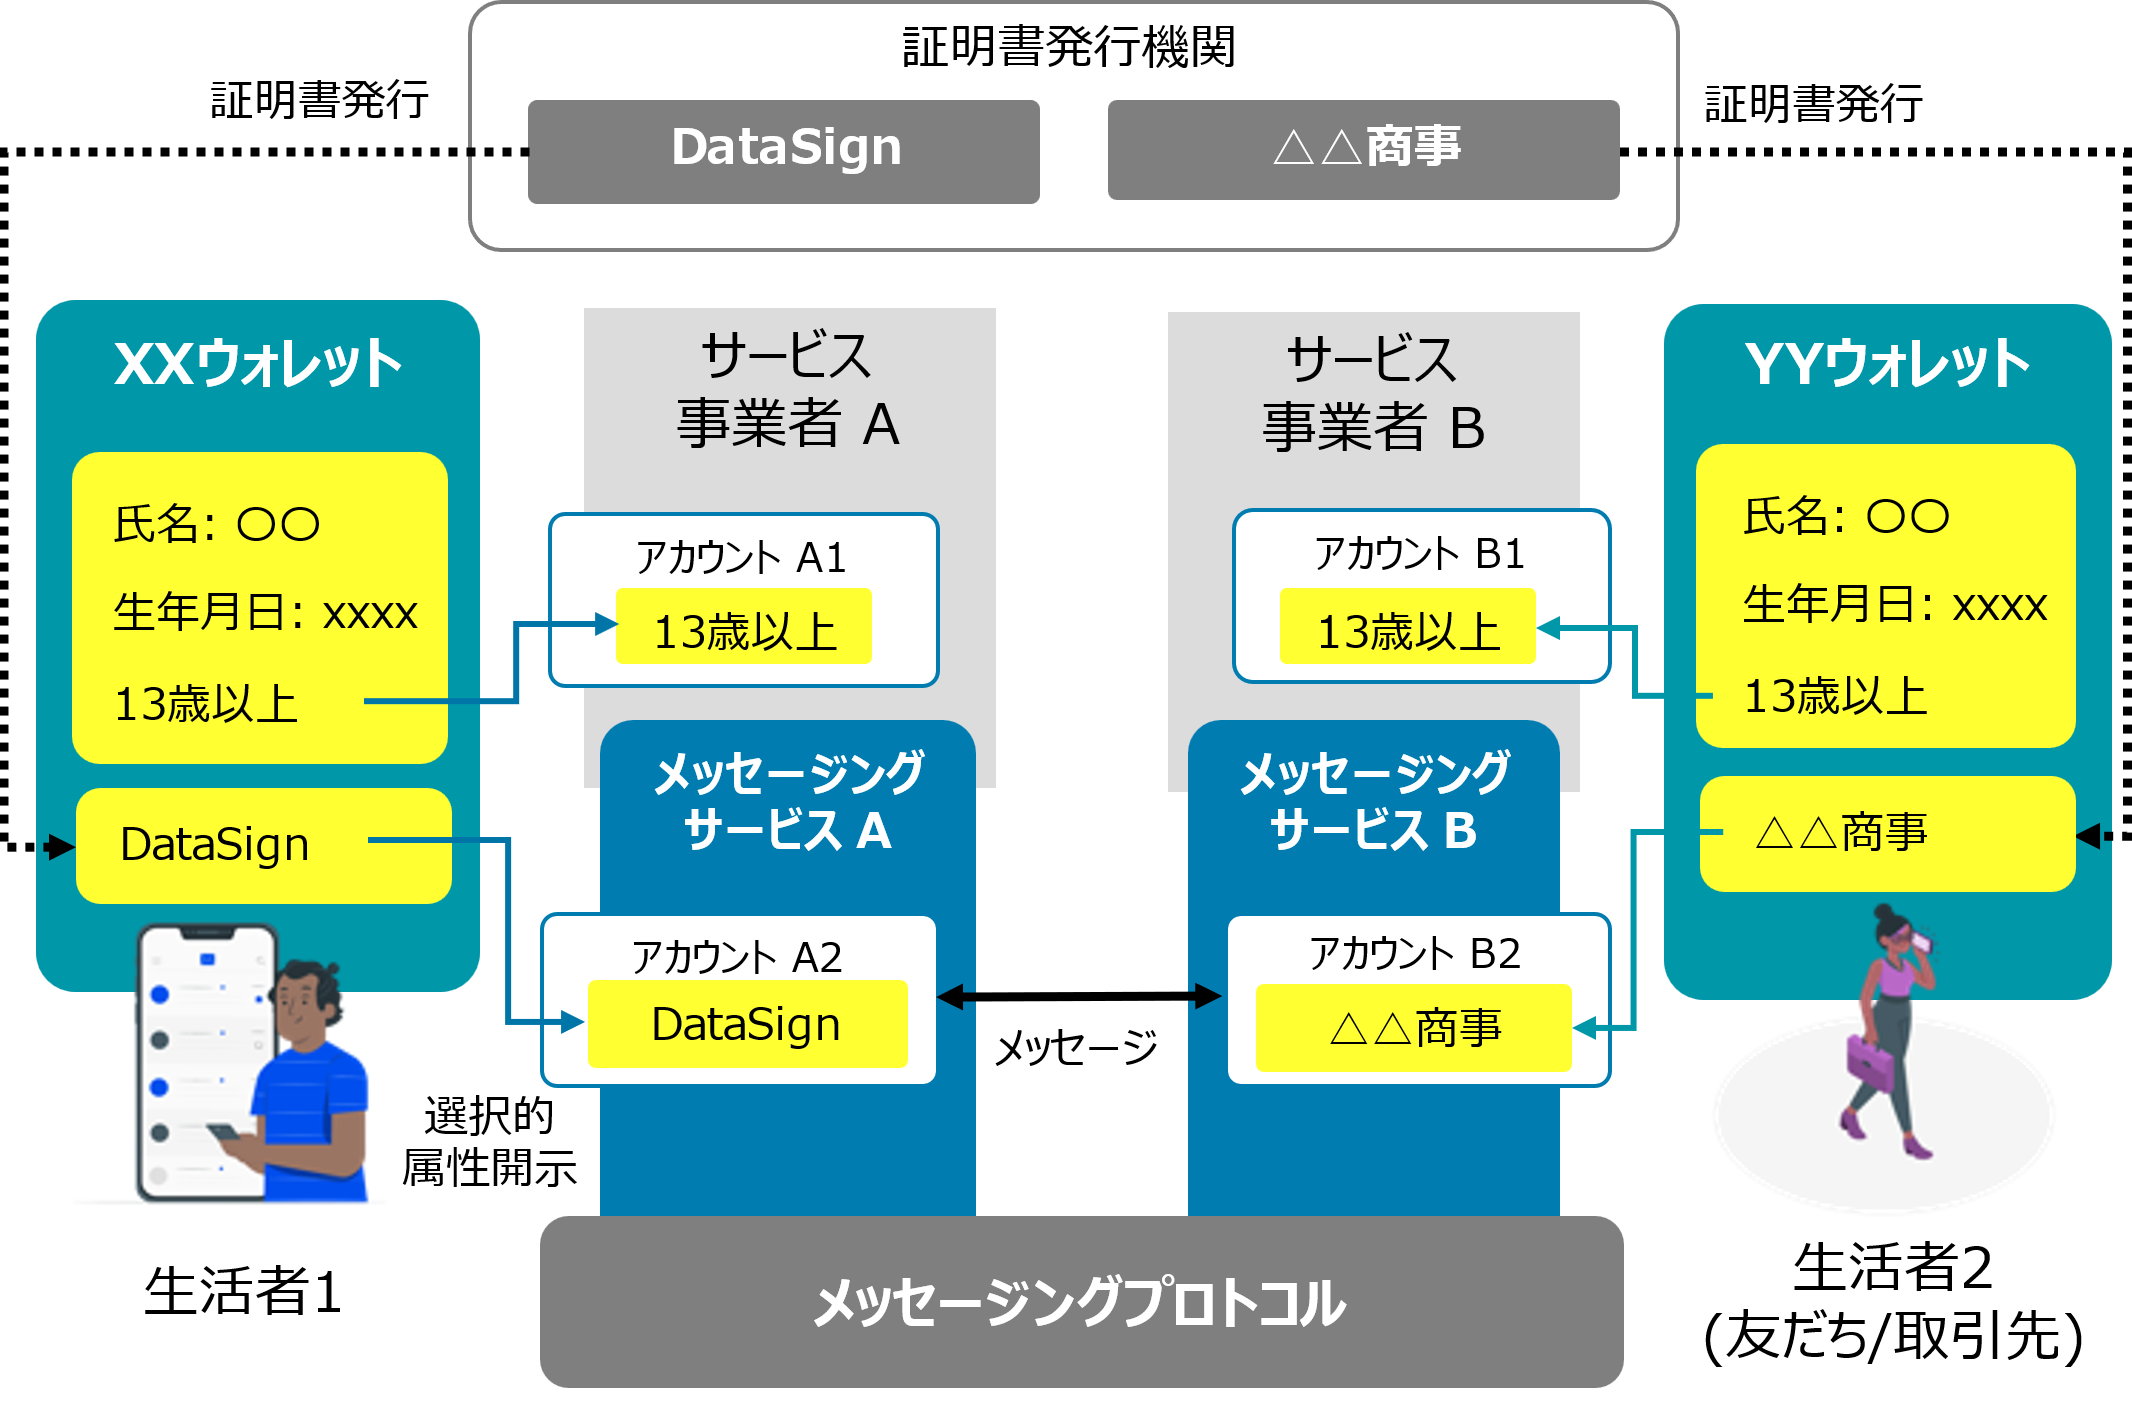 証明書発行機関
証明書発行
DataSign
△△商事
証明書発行
XXウォレット
氏名: 〇〇
生年月日: xxxx
13歳以上
DataSign
サービス
事業者 A
アカウント A1
13歳以上
メッセージング
サービス A
アカウント A2
DataSign
サービス
事業者 B
アカウント B1
13歳以上
メッセージング
サービス B
アカウント B2
△△商事
メッセージ
YYウォレット
氏名: 〇〇
生年月日: xxxx
13歳以上
△△商事
選択的
属性開示
生活者1
メッセージングプロトコル
生活者2
(友だち/取引先)